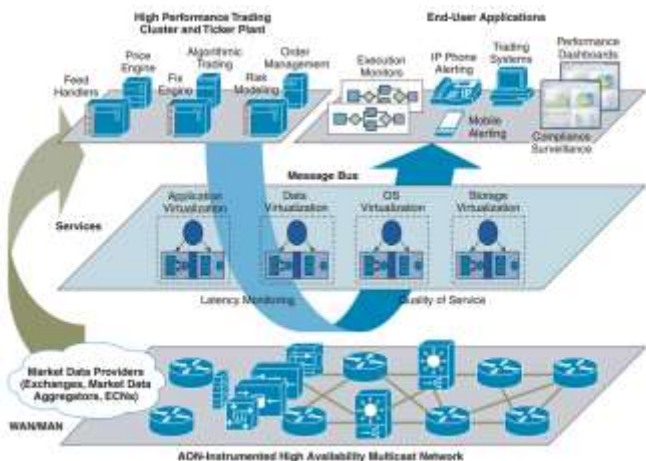 High Performance Trading
Cluster and Ticker Plant
End-User Applications
Feed
Handlers
Price
Engine
Fix
Engine
Algorithmic
Trading
Risk
Modeling
Order
Management
Execution
Monitors
IP Phone
Alerting
Trading
Systems
Performance
Dashboards
Mobile
Alerting
Compliance
Surveillance
Message Bus
Services
Application
Virtualization
Data
Virtualization
OS
Virtualization
Storage
Virtualization
Latency Monitoring
Quality of Service
Market Data Providers
(Exchanges, Market Data
Aggregators, ECNs)
WAN/MAN
AON-Instrumented High Availability Multicast Network